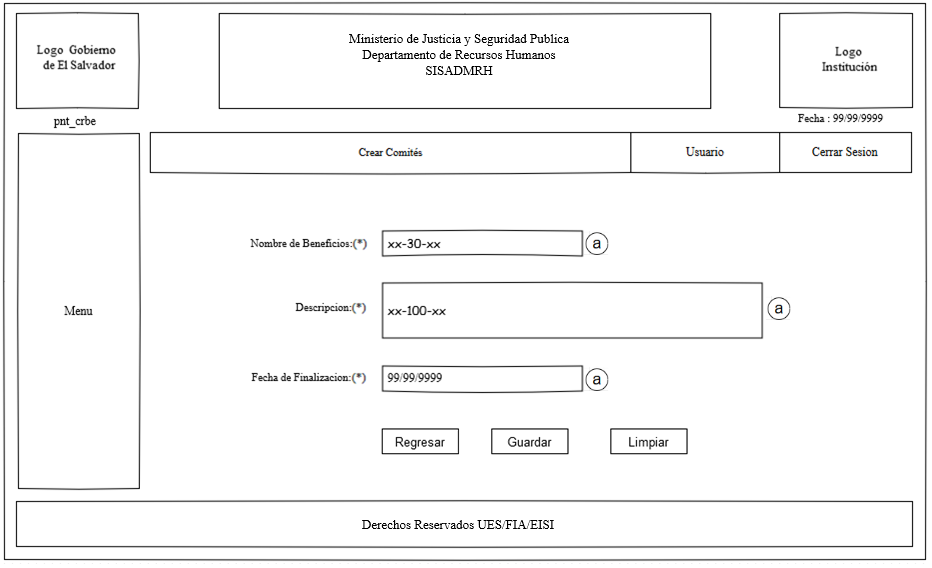 Logo Gobierno
de El Salvador
Ministerio de Justicia y Seguridad Publica
Departamento de Recursos Humanos
SISADMRH
Logo
Institución
pnt_crbe
Fecha : 99/99/9999
Crear Comités
Usuario
Cerrar Sesion
Menu
Nombre de Beneficios:(*)
xx-30-xx
a
Descripcion:(*)
xx-100-xx
a
Fecha de Finalizacion:(*)
99/99/9999
a
Regresar
Guardar
Limpiar
Derechos Reservados UES/FIA/EISI